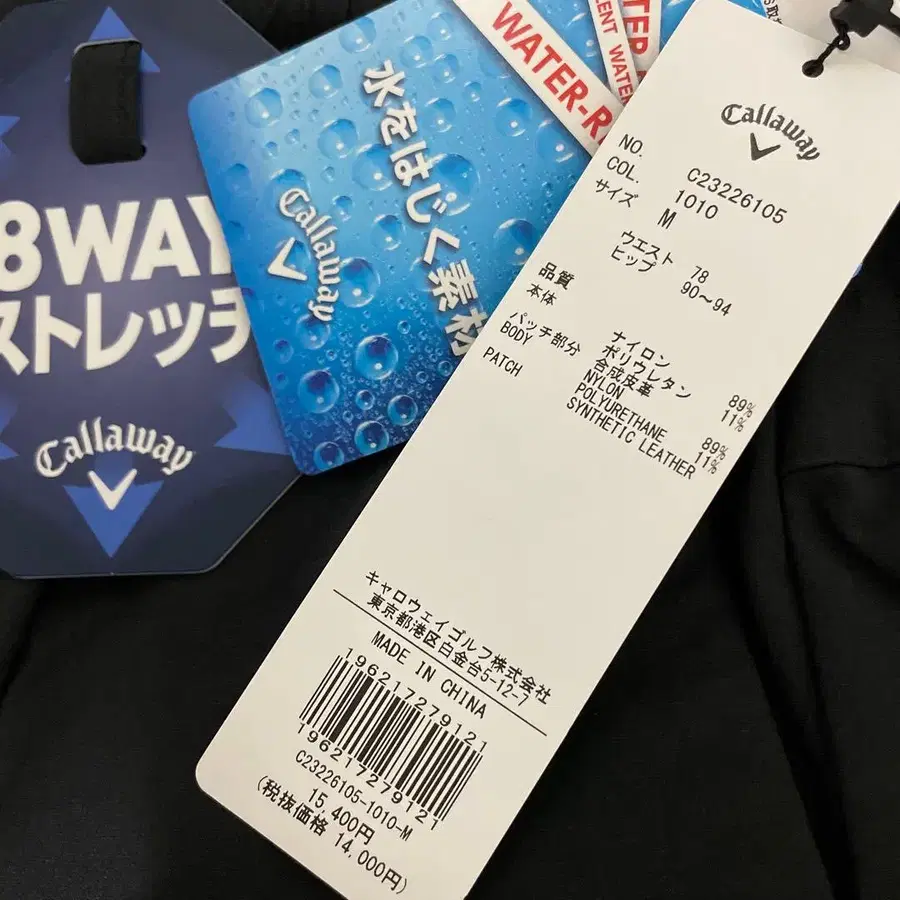 8WAY
ストレッチ
Callaway
水をはじく素材
Callaway
WATER-R
LENT WATER
TER
Callaway
NO. C23226105
COL. 1010
サイズ M
ウエスト 78
ヒップ 90～94
品質
本体 ナイロン 89%
ポリウレタン 11%
パッチ部分 合成皮革
BODY NYLON 89%
POLYURETHANE 11%
PATCH SYNTHETIC LEATHER
キャロウェイゴルフ株式会社
東京都港区白金台5-12-7
MADE IN CHINA
196217279121
196217279121
C23226105-1010-M
15,400円
(税抜価格 14,000円)